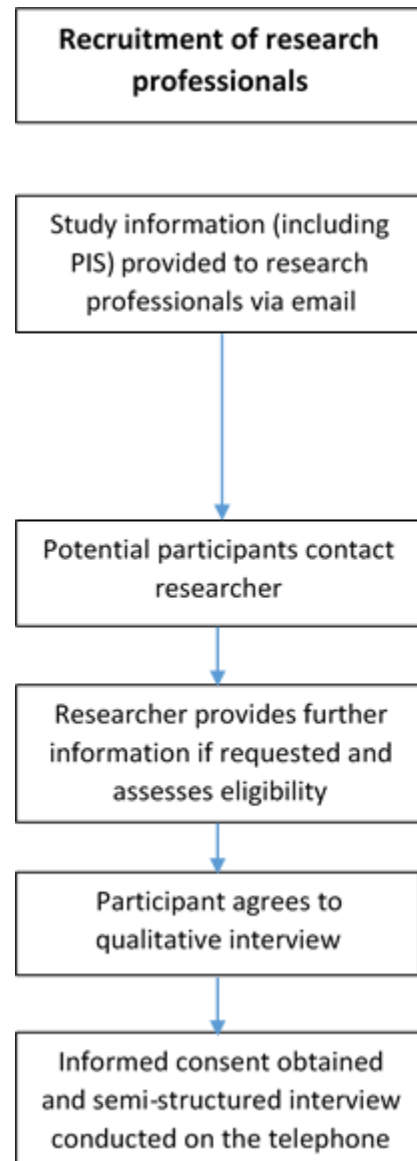 Recruitment of research
professionals
Study information (including
PIS) provided to research
professionals via email
Potential participants contact
researcher
Researcher provides further
information if requested and
assesses eligibility
Participant agrees to
qualitative interview
Informed consent obtained
and semi-structured interview
conducted on the telephone